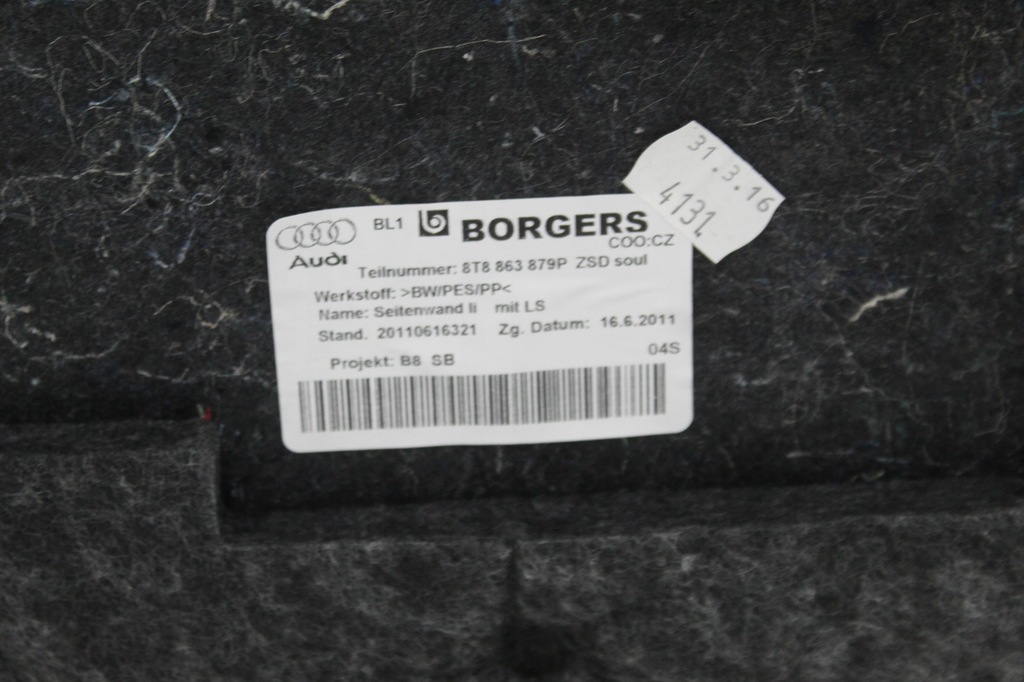 31.3.16
4131
BL1 BORGERS
Audi COO:CZ
Teilnummer: 8T8 863 879P ZSD soul
Werkstoff: >BW/PES/PP<
Name: Seitenwand li mit LS
Stand. 20110616321 Zg. Datum: 16.6.2011
Projekt: B8 SB 04S